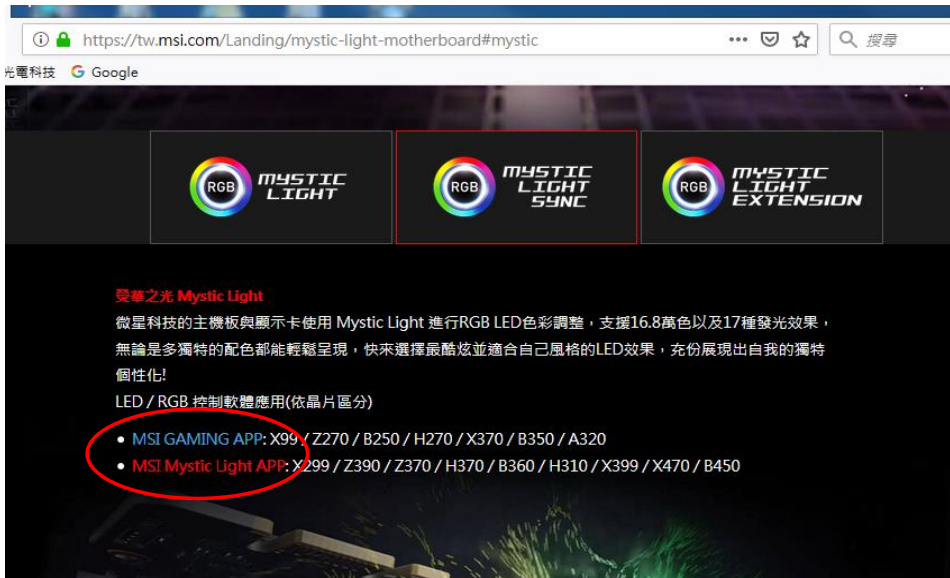 https://tw.msi.com/Landing/mystic-light-motherboard#mystic
搜尋
光電科技 G Google
RGB MYSTIC LIGHT
RGB MYSTIC LIGHT SYNC
RGB MYSTIC LIGHT EXTENSION
熒華之光 Mystic Light
微星科技的主機板與顯示卡使用 Mystic Light 進行RGB LED色彩調整，支援16.8萬色以及17種發光效果，
無論是多獨特的配色都能輕鬆呈現，快來選擇最酷炫並適合自己風格的LED效果，充份展現出自我的獨特
個性化!
LED / RGB 控制軟體應用(依晶片區分)
• MSI GAMING APP: X99 / Z270 / B250 / H270 / X370 / B350 / A320
• MSI Mystic Light APP: X299 / Z390 / Z370 / H370 / B360 / H310 / X399 / X470 / B450